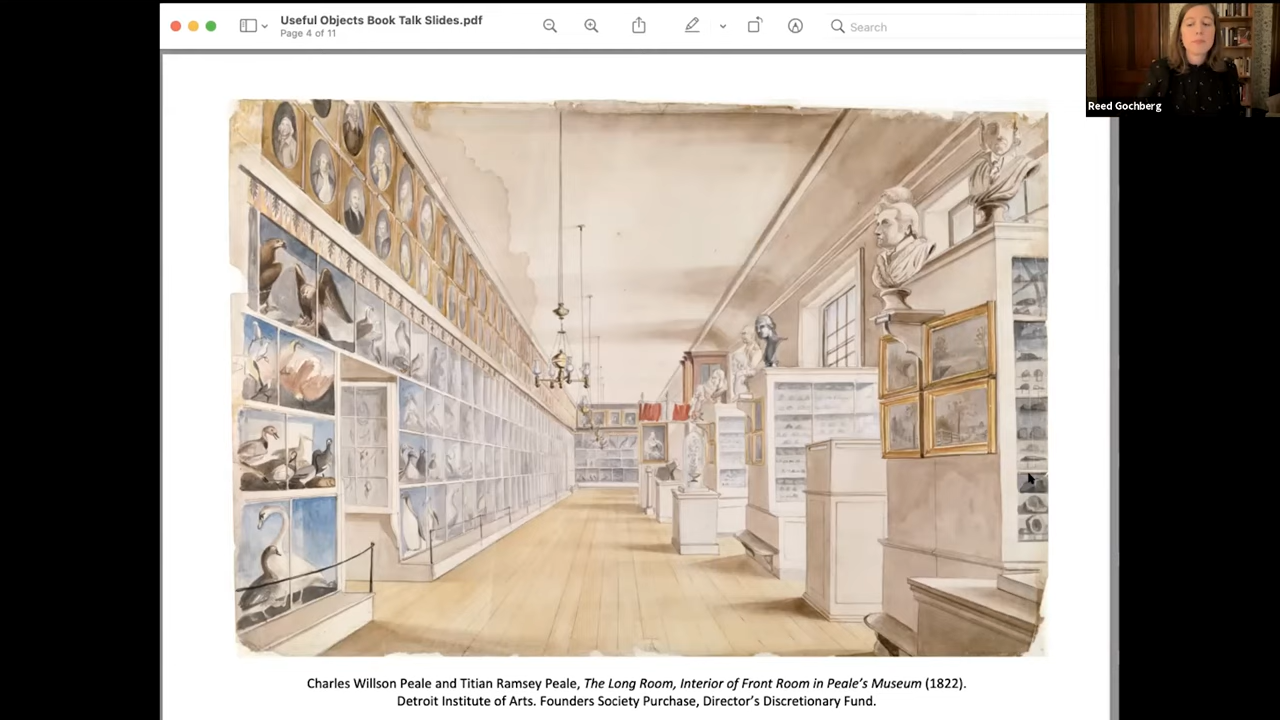 Useful Objects Book Talk Slides.pdf
Page 4 of 11
Search
Reed Gochberg
Charles Willson Peale and Titian Ramsey Peale, The Long Room, Interior of Front Room in Peale's Museum (1822).
Detroit Institute of Arts. Founders Society Purchase, Director's Discretionary Fund.